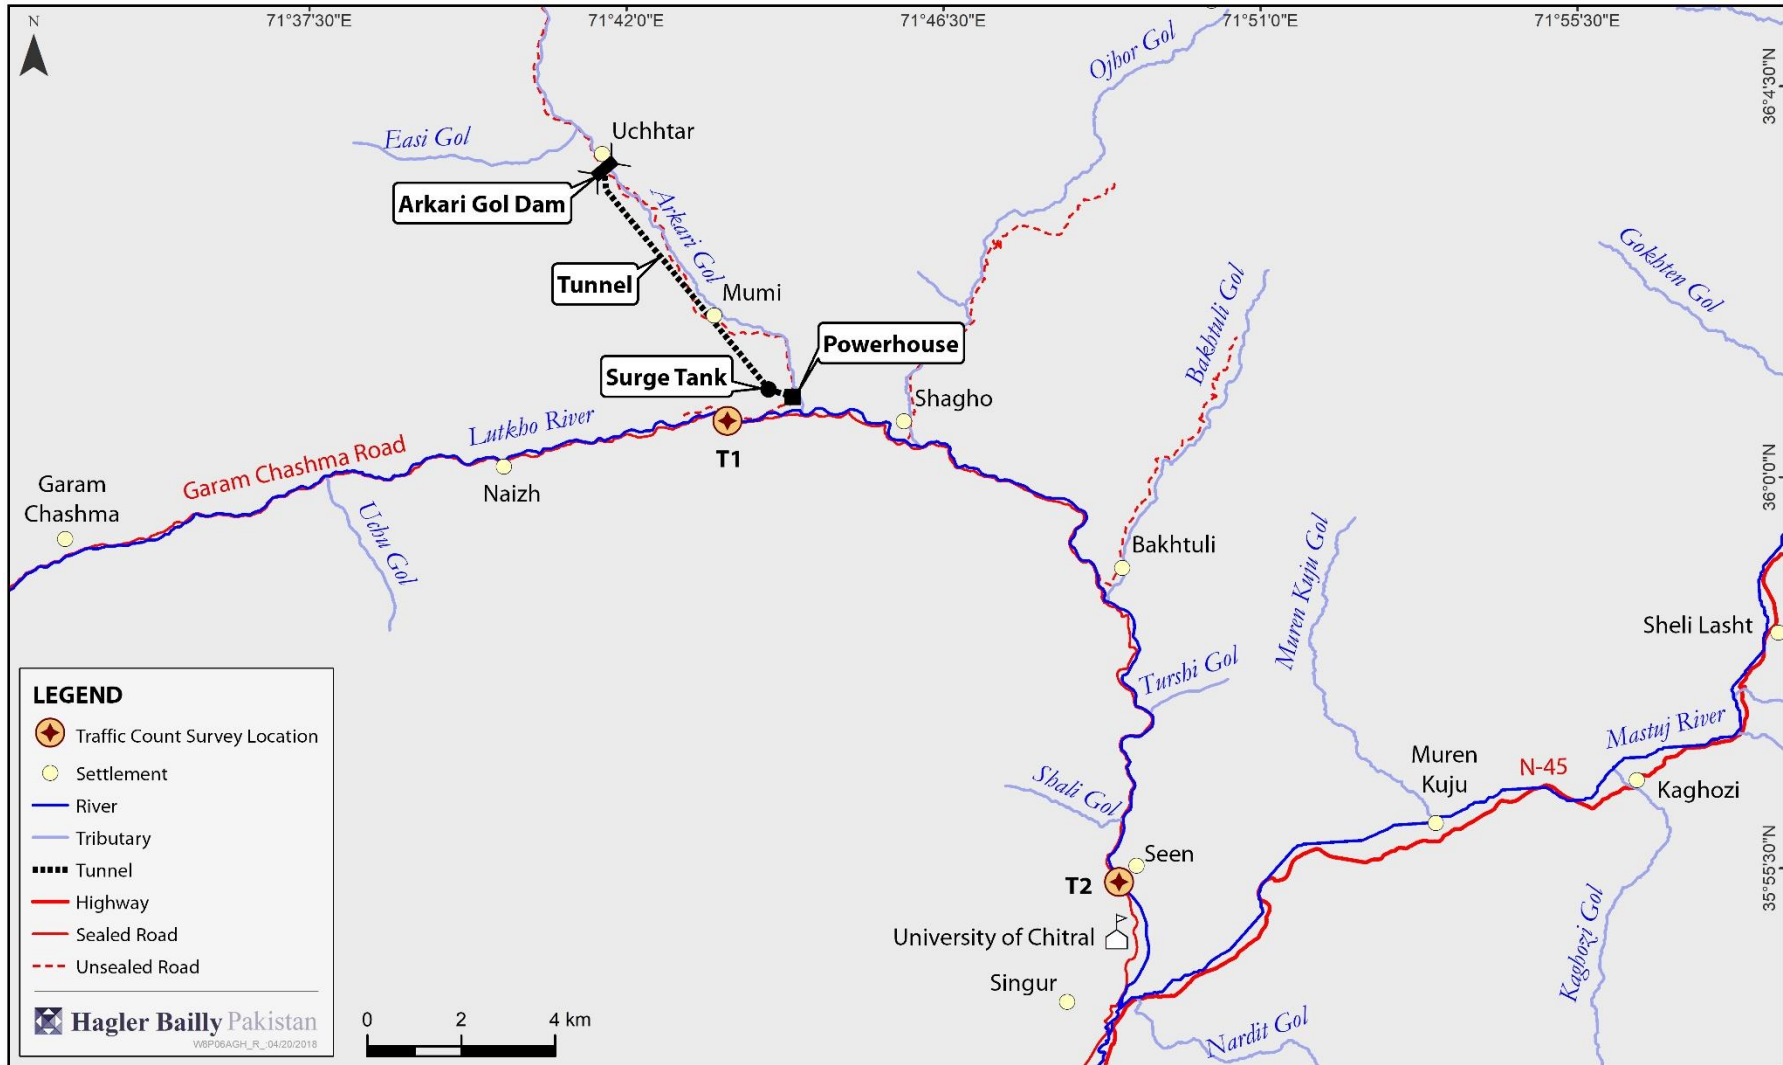 71°37'30"E
71°42'0"E
71°46'30"E
71°51'0"E
71°55'30"E
N
Ojhor Gol
36°4'30"N
Easi Gol
Uchhtar
Arkari Gol Dam
Arkari Gol
Gokhten Gol
Tunnel
Mumi
Bakhtuli Gol
Powerhouse
Surge Tank
Shagho
Lutkho River
Garam Chashma Road
T1
Naizh
36°0'0"N
Garam
Chashma
Uchu Gol
Bakhtuli
Muren Kuju Gol
Sheli Lasht
Turshi Gol
Mastuj River
Muren
Kuju
N-45
Kaghozi
Shali Gol
Seen
T2
35°55'30"N
University of Chitral
Kaghozi Gol
Singur
Nardit Gol
LEGEND
Traffic Count Survey Location
Settlement
River
Tributary
Tunnel
Highway
Sealed Road
Unsealed Road
Hagler Bailly Pakistan
W8P06AGH_R_:04/20/2018
0 2 4 km